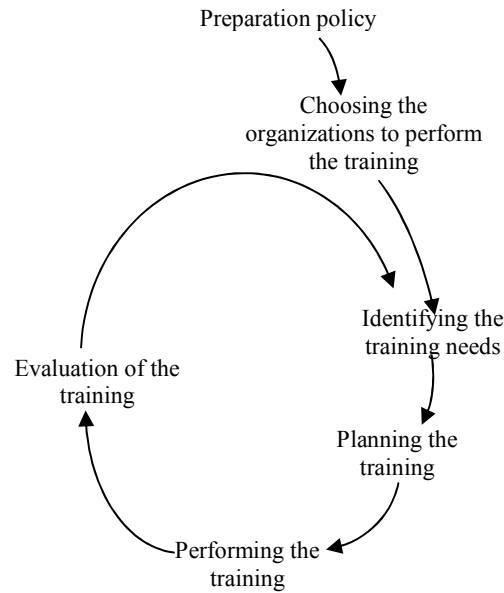 Preparation policy
Choosing the
organizations to perform
the training
Identifying the
training needs
Planning the
training
Performing the
training
Evaluation of the
training